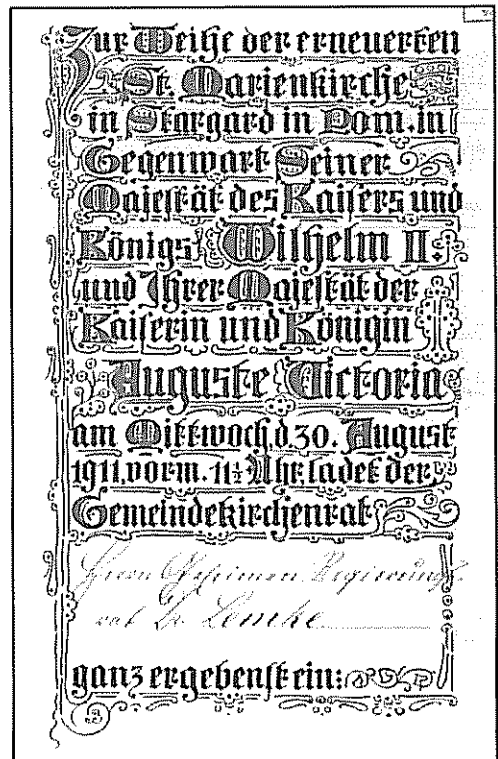 Zur Weihe der erneuerten
St. Marienkirche
in Stargard in Pom. in
Gegenwart Seiner
Majestät des Kaisers und
Königs Wilhelm II.
und Ihrer Majestät der
Kaiserin und Königin
Auguste Victoria
am Mittwoch, d. 30. August
1911, vorm. 11½ Uhr ladet der
Gemeindekirchenrat
Herrn Geheimen Regierungs-
rat Dr. Lemke
ganz ergebenst ein: